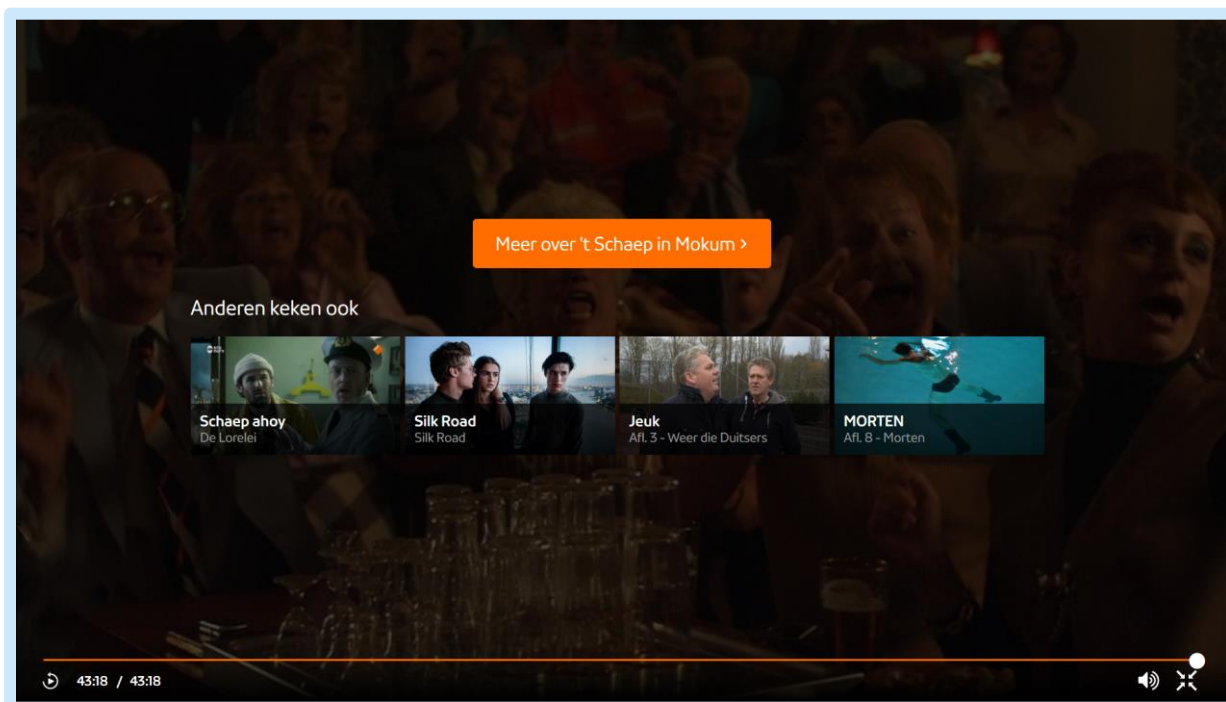 Meer over 't Schaep in Mokum >
Anderen keken ook
Schaep ahoy
De Lorelei
Silk Road
Silk Road
Jeuk
Afl. 3 - Weer die Duitsers
MORTEN
Afl. 8 - Morten
43:18 / 43:18